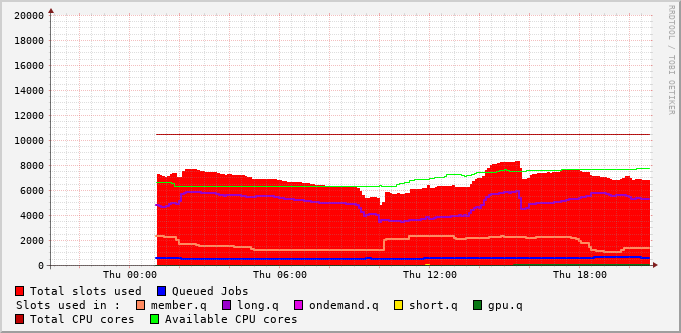 20000
18000
16000
14000
12000
10000
8000
6000
4000
2000
0
Thu 00:00 Thu 06:00 Thu 12:00 Thu 18:00
Total slots used Queued Jobs
Slots used in : member.q long.q ondemand.q short.q gpu.q
Total CPU cores Available CPU cores
RRDTOOL / TOBI OETIKER